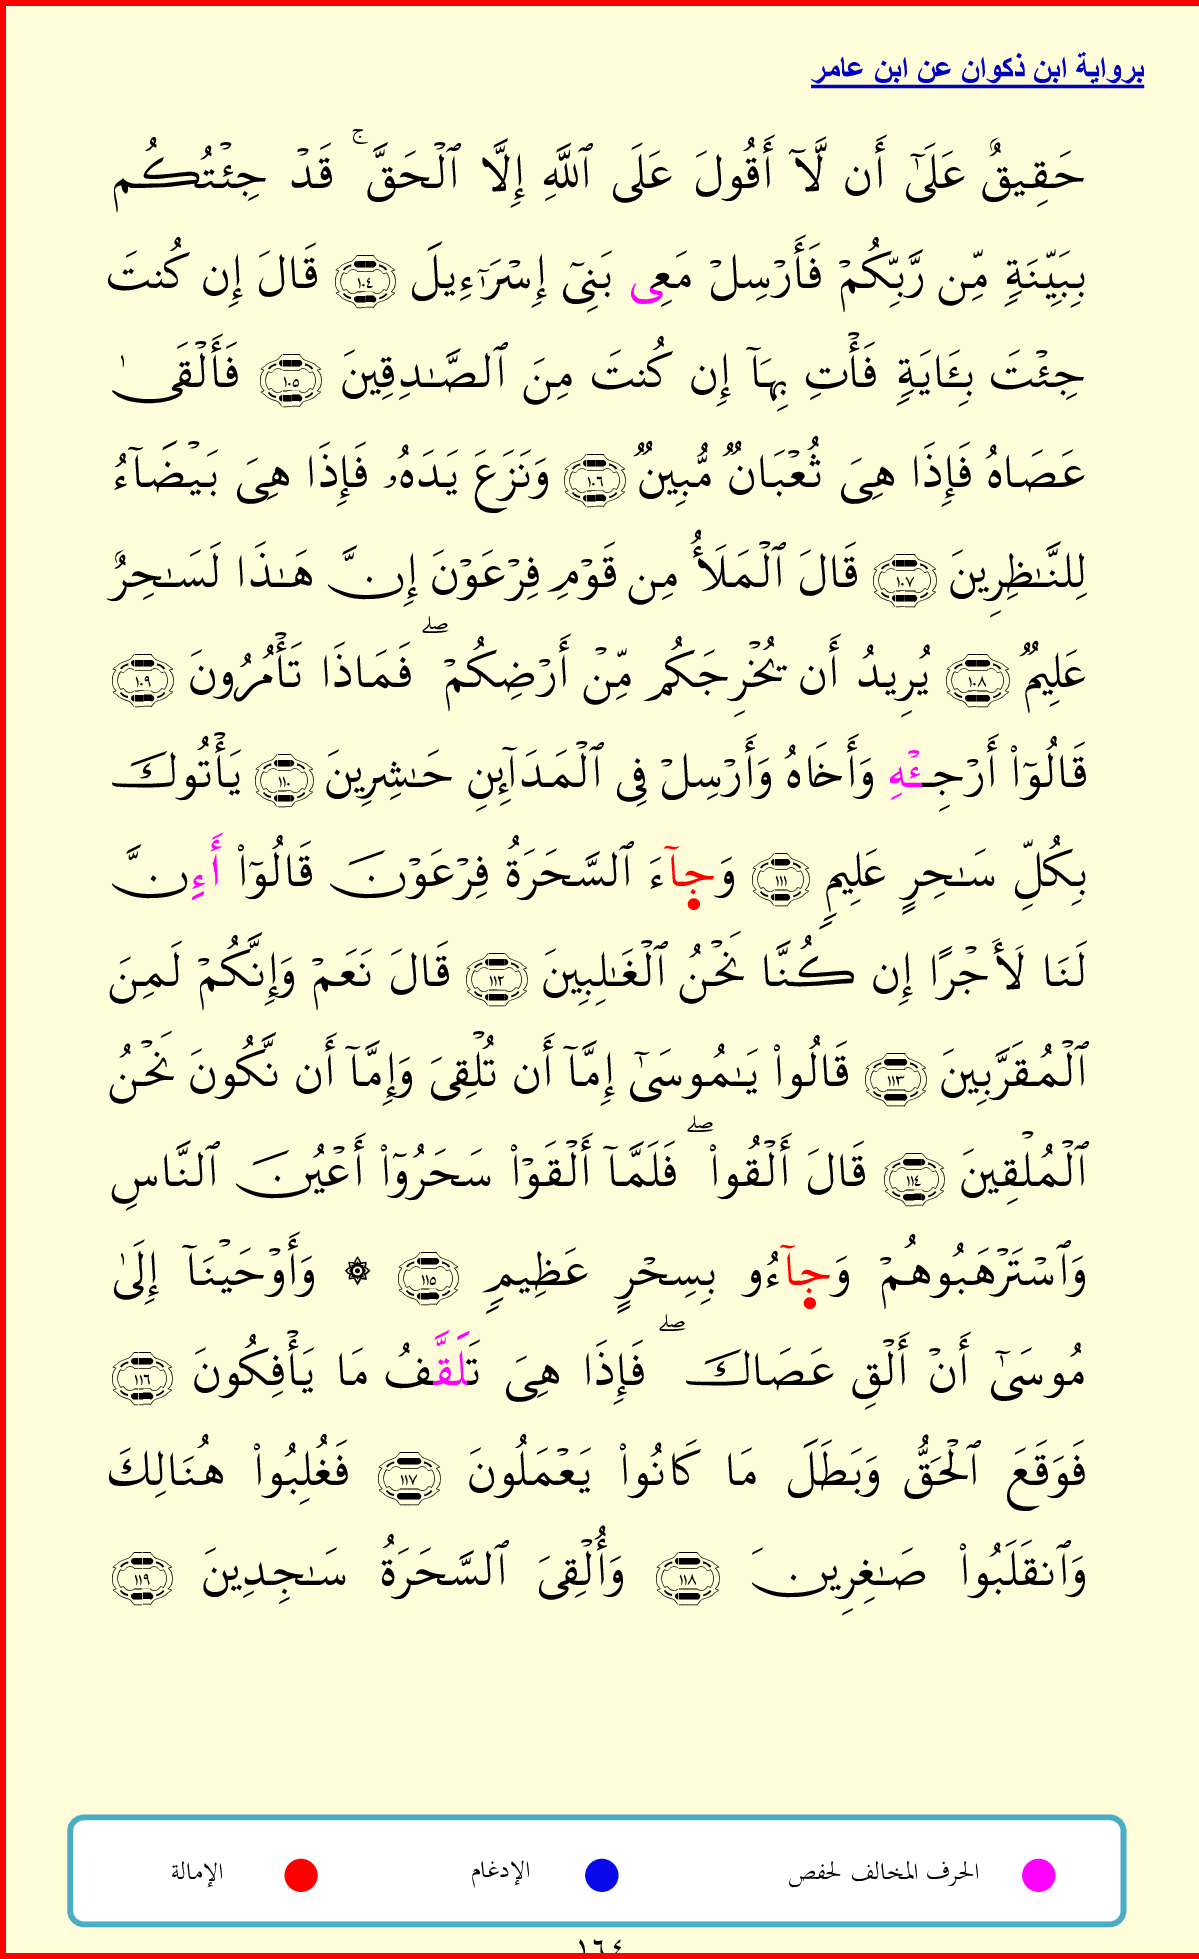 برواية ابن ذكوان عن ابن عامر
حَقِيقٌ عَلَىٰٓ أَن لَّآ أَقُولَ عَلَى ٱللَّهِ إِلَّا ٱلْحَقَّ ۚ قَدْ جِئْتُكُم
بِبَيِّنَةٍ مِّن رَّبِّكُمْ فَأَرْسِلْ مَعِى بَنِىٓ إِسْرَٰٓءِيلَ ١٠٤ قَالَ إِن كُنتَ
جِئْتَ بِـَٔايَةٍ فَأْتِ بِهَآ إِن كُنتَ مِنَ ٱلصَّـٰدِقِينَ ١٠٥ فَأَلْقَىٰ
عَصَاهُ فَإِذَا هِىَ ثُعْبَانٌ مُّبِينٌ ١٠٦ وَنَزَعَ يَدَهُۥ فَإِذَا هِىَ بَيْضَآءُ
لِلنَّـٰظِرِينَ ١٠٧ قَالَ ٱلْمَلَأُ مِن قَوْمِ فِرْعَوْنَ إِنَّ هَـٰذَا لَسَـٰحِرٌ
عَلِيمٌ ١٠٨ يُرِيدُ أَن يُخْرِجَكُم مِّنْ أَرْضِكُمْ ۖ فَمَاذَا تَأْمُرُونَ ١٠٩
قَالُوٓا۟ أَرْجِـئْهِ وَأَخَاهُ وَأَرْسِلْ فِى ٱلْمَدَآئِنِ حَـٰشِرِينَ ١١٠ يَأْتُوكَ
بِكُلِّ سَـٰحِرٍ عَلِيمٍ ١١١ وَجِآءَ ٱلسَّحَرَةُ فِرْعَوْنَ قَالُوٓا۟ أَءِنَّ
لَنَا لَأَجْرًا إِن كُنَّا نَحْنُ ٱلْغَـٰلِبِينَ ١١٢ قَالَ نَعَمْ وَإِنَّكُمْ لَمِنَ
ٱلْمُقَرَّبِينَ ١١٣ قَالُوا۟ يَـٰمُوسَىٰٓ إِمَّآ أَن تُلْقِىَ وَإِمَّآ أَن نَّكُونَ نَحْنُ
ٱلْمُلْقِينَ ١١٤ قَالَ أَلْقُوا۟ ۖ فَلَمَّآ أَلْقَوْا۟ سَحَرُوٓا۟ أَعْيُنَ ٱلنَّاسِ
وَٱسْتَرْهَبُوهُمْ وَجِآءُو بِسِحْرٍ عَظِيمٍ ١١٥ ۞ وَأَوْحَيْنَآ إِلَىٰ
مُوسَىٰٓ أَنْ أَلْقِ عَصَاكَ ۖ فَإِذَا هِىَ تَلَقَّفُ مَا يَأْفِكُونَ ١١٦
فَوَقَعَ ٱلْحَقُّ وَبَطَلَ مَا كَانُوا۟ يَعْمَلُونَ ١١٧ فَغُلِبُوا۟ هُنَالِكَ
وَٱنقَلَبُوا۟ صَـٰغِرِينَ ١١٨ وَأُلْقِىَ ٱلسَّحَرَةُ سَـٰجِدِينَ ١١٩
الحرف المخالف لحفص الإدغام الإمالة
١٦٤